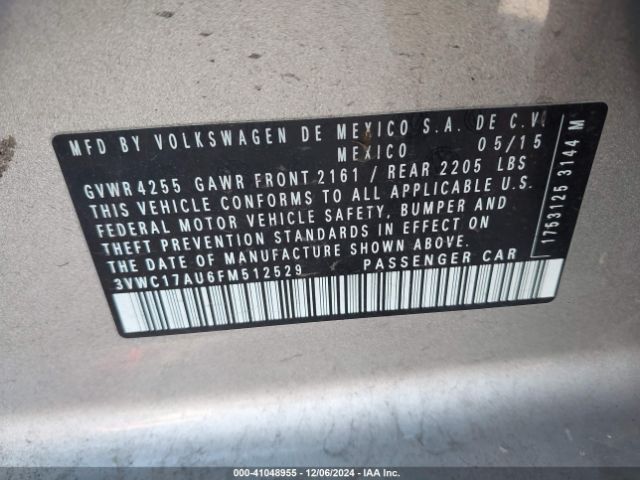 MFD BY VOLKSWAGEN DE MEXICO S.A. DE C.V.
MEXICO 05/15
GVWR 4255 GAWR FRONT 2161 / REAR 2205 LBS
THIS VEHICLE CONFORMS TO ALL APPLICABLE U.S.
FEDERAL MOTOR VEHICLE SAFETY, BUMPER AND
THEFT PREVENTION STANDARDS IN EFFECT ON
THE DATE OF MANUFACTURE SHOWN ABOVE.
3VWC17AU6FM512529 PASSENGER CAR
1753125 3144 M
000-41048955 - 12/06/2024 - IAA Inc.